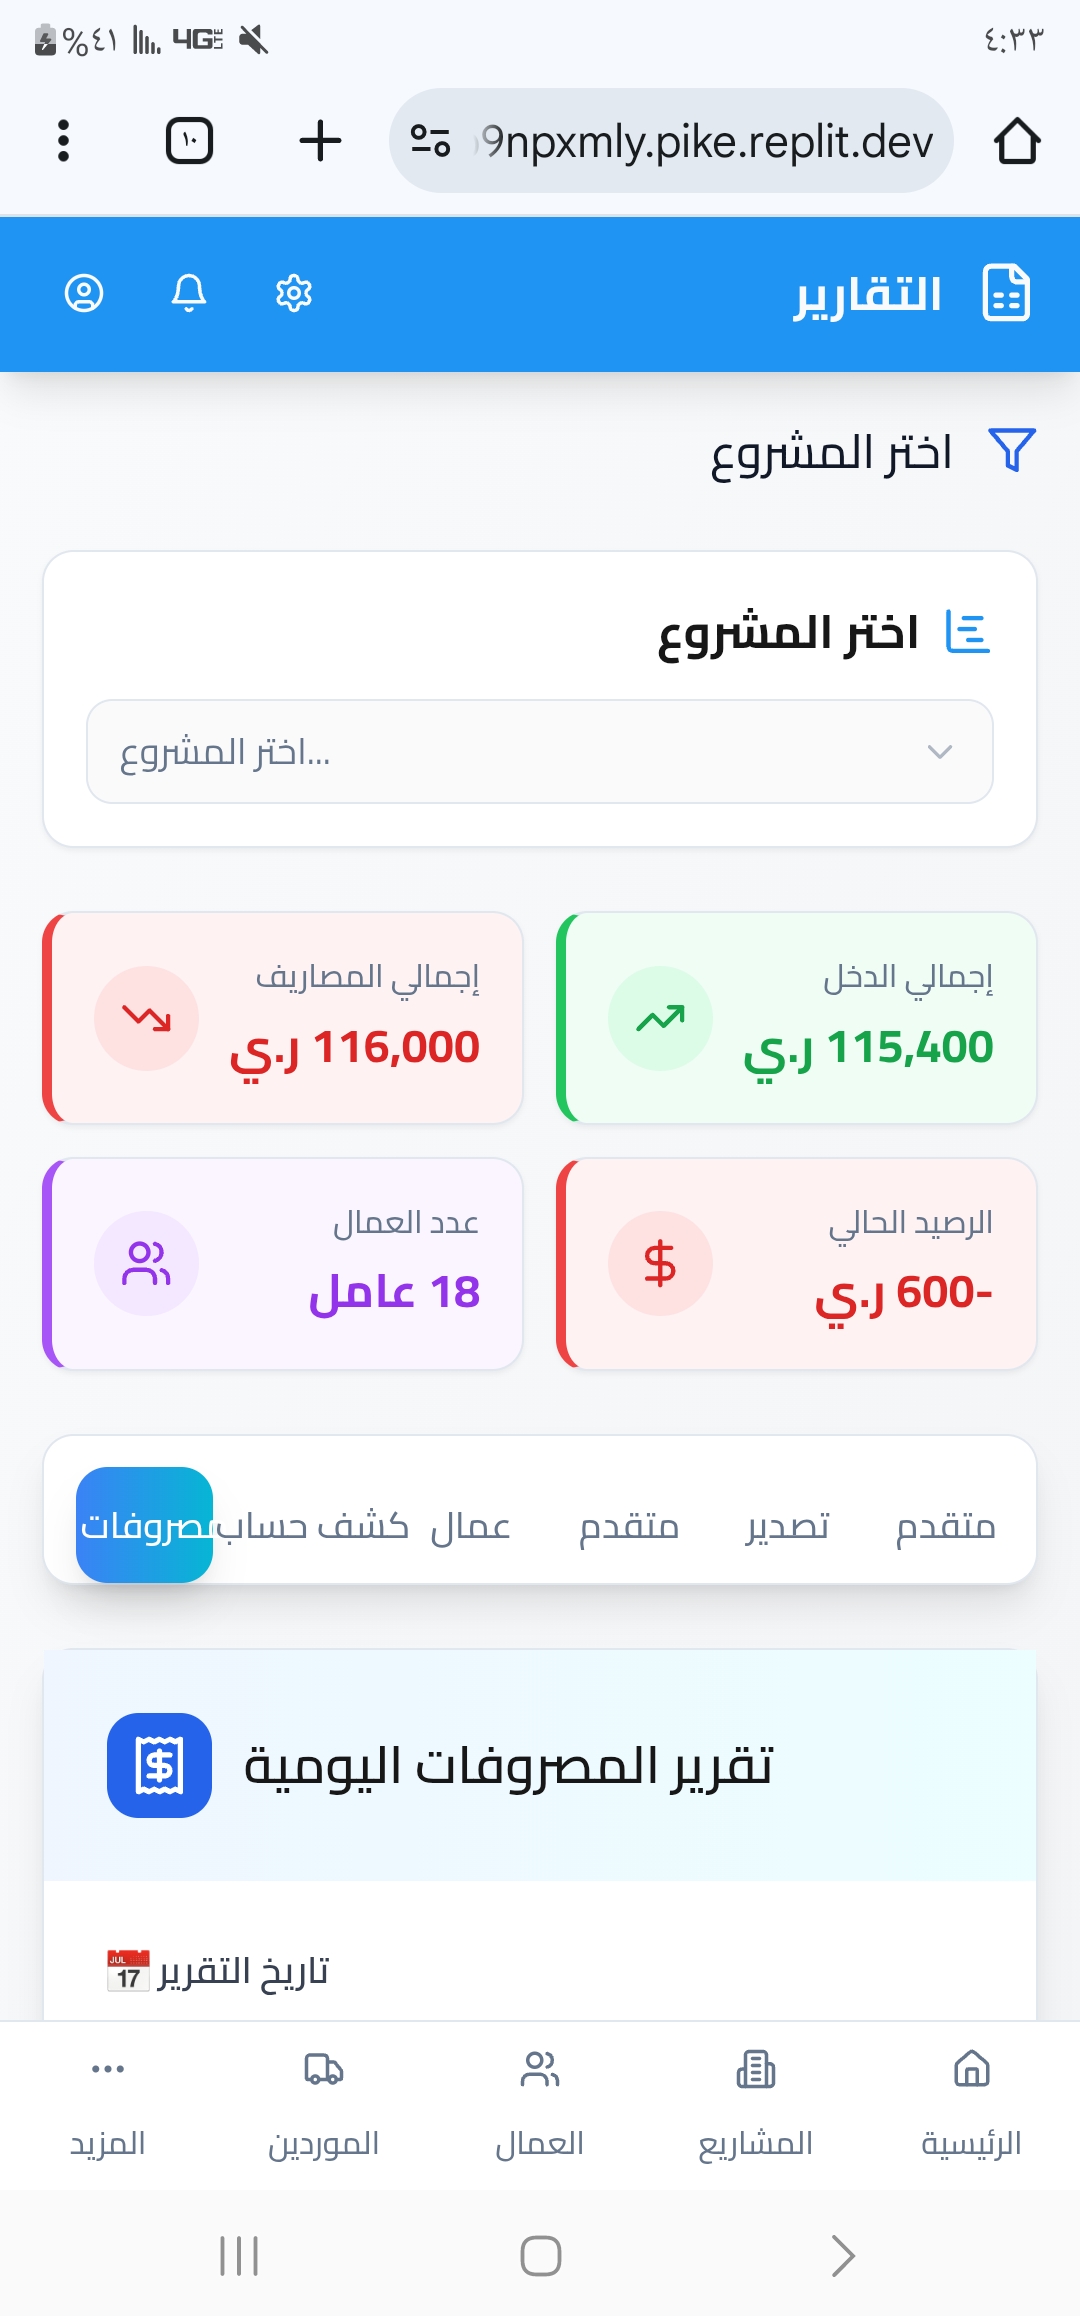 ٤:٣٣
4G LTE
%٤١
9npxmly.pike.replit.dev
١٠
التقارير
اختر المشروع
اختر المشروع
اختر المشروع...
إجمالي الدخل
115,400 ر.ي
إجمالي المصاريف
116,000 ر.ي
الرصيد الحالي
-600 ر.ي
عدد العمال
18 عامل
متقدم
تصدير
متقدم
عمال
كشف حساب
مصروفات
تقرير المصروفات اليومية
📅 تاريخ التقرير
JUL
17
الرئيسية
المشاريع
العمال
الموردين
المزيد